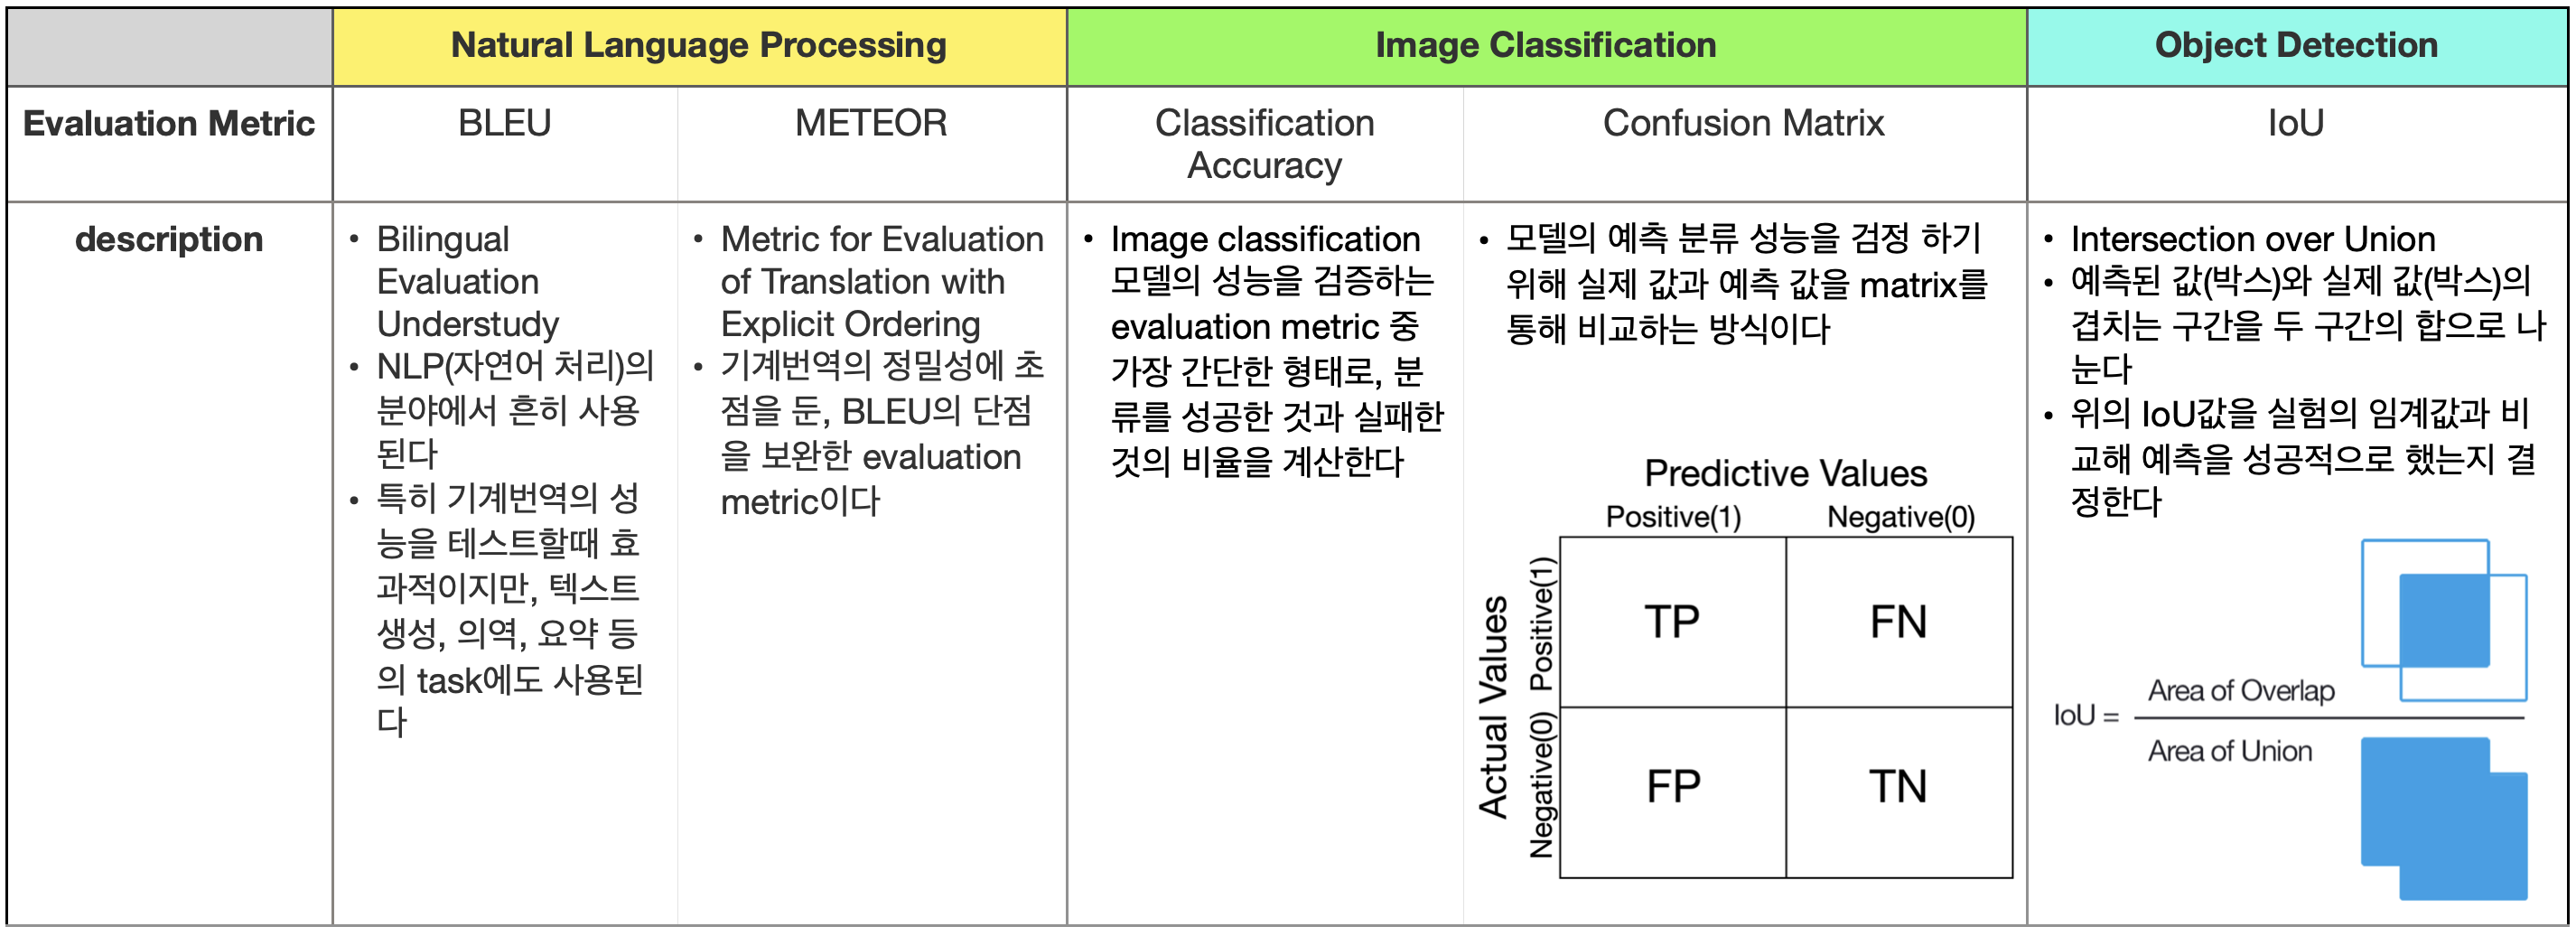 Natural Language Processing
Image Classification
Object Detection
Evaluation Metric
BLEU
METEOR
Classification
Accuracy
Confusion Matrix
IoU
description
• Bilingual
Evaluation
Understudy
• NLP(자연어 처리)의
분야에서 흔히 사용
된다
• 특히 기계번역의 성
능을 테스트할때 효
과적이지만, 텍스트
생성, 의역, 요약 등
의 task에도 사용된
다
• Metric for Evaluation
of Translation with
Explicit Ordering
• 기계번역의 정밀성에 초
점을 둔, BLEU의 단점
을 보완한 evaluation
metric이다
• Image classification
모델의 성능을 검증하는
evaluation metric 중
가장 간단한 형태로, 분
류를 성공한 것과 실패한
것의 비율을 계산한다
• 모델의 예측 분류 성능을 검정 하기
위해 실제 값과 예측 값을 matrix를
통해 비교하는 방식이다
Predictive Values
Positive(1)
Negative(0)
Actual Values
Positive(1)
Negative(0)
TP
FN
FP
TN
• Intersection over Union
• 예측된 값(박스)와 실제 값(박스)의
겹치는 구간을 두 구간의 합으로 나
눈다
• 위의 IoU값을 실험의 임계값과 비
교해 예측을 성공적으로 했는지 결
정한다
IoU =
Area of Overlap
Area of Union